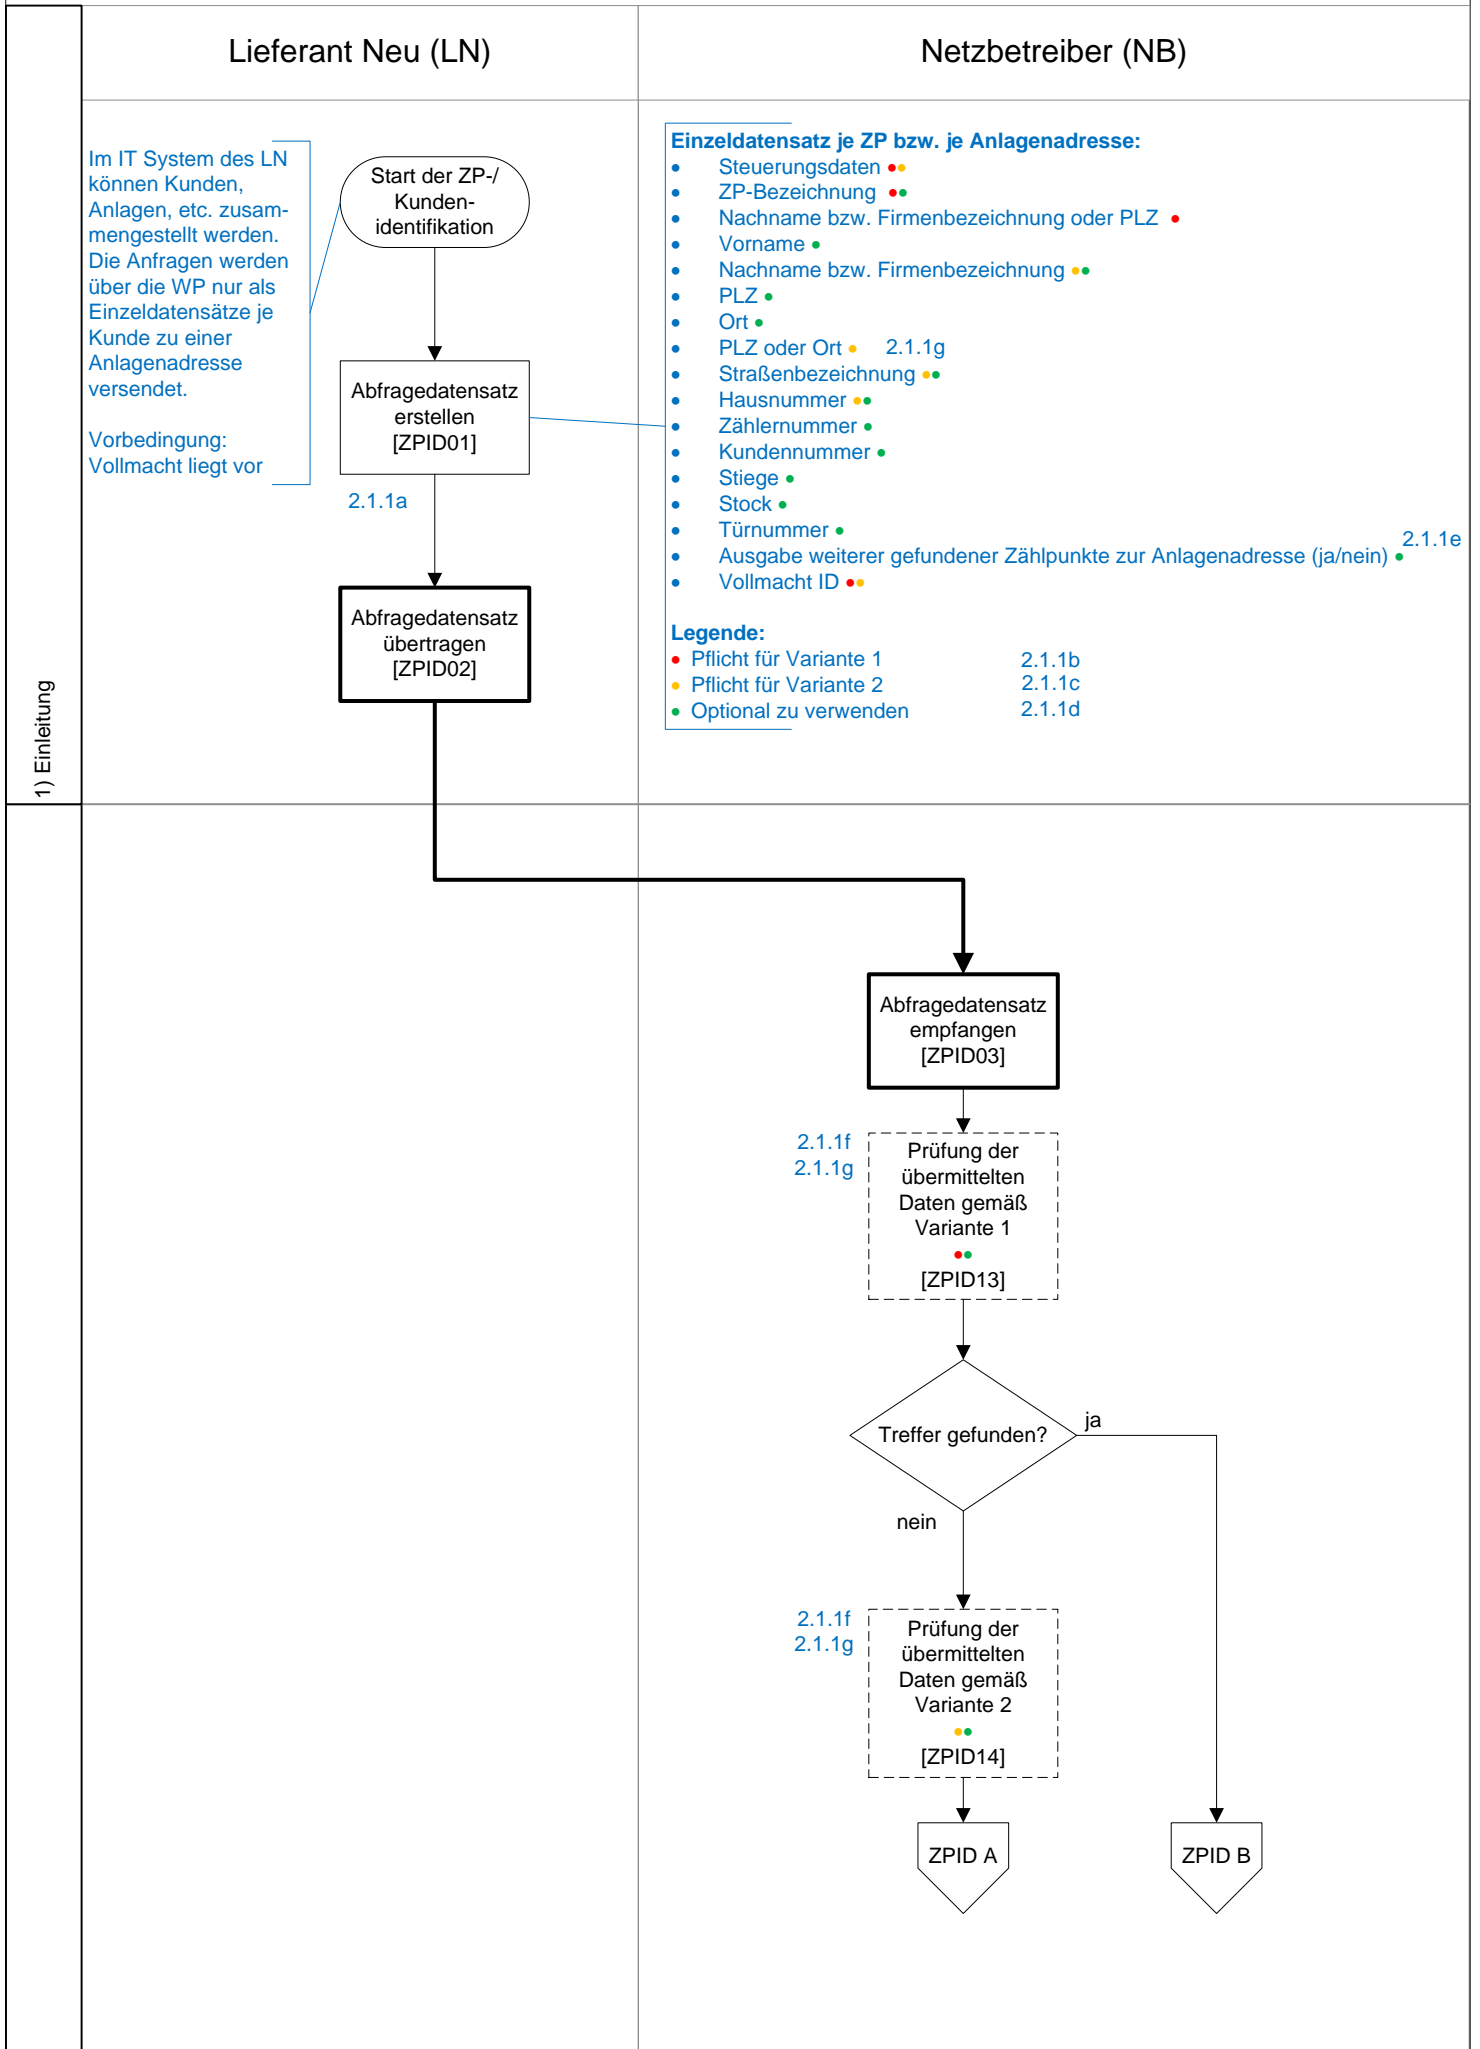 Lieferant Neu (LN)
Netzbetreiber (NB)
1) Einleitung
Im IT System des LN
können Kunden,
Anlagen, etc. zusam-
mengestellt werden.
Die Anfragen werden
über die WP nur als
Einzeldatensätze je
Kunde zu einer
Anlagenadresse
versendet.
Vorbedingung:
Vollmacht liegt vor
Start der ZP-/
Kunden-
identifikation
Abfragedatensatz
erstellen
[ZPID01]
2.1.1a
Abfragedatensatz
übertragen
[ZPID02]
Einzeldatensatz je ZP bzw. je Anlagenadresse:
• Steuerungsdaten ••
• ZP-Bezeichnung ••
• Nachname bzw. Firmenbezeichnung oder PLZ •
• Vorname •
• Nachname bzw. Firmenbezeichnung ••
• PLZ •
• Ort •
• PLZ oder Ort • 2.1.1g
• Straßenbezeichnung ••
• Hausnummer ••
• Zählernummer •
• Kundennummer •
• Stiege •
• Stock •
• Türnummer •
• Ausgabe weiterer gefundener Zählpunkte zur Anlagenadresse (ja/nein) • 2.1.1e
• Vollmacht ID ••
Legende:
• Pflicht für Variante 1 2.1.1b
• Pflicht für Variante 2 2.1.1c
• Optional zu verwenden 2.1.1d
Abfragedatensatz
empfangen
[ZPID03]
2.1.1f
2.1.1g
Prüfung der
übermittelten
Daten gemäß
Variante 1
••
[ZPID13]
Treffer gefunden?
ja
nein
2.1.1f
2.1.1g
Prüfung der
übermittelten
Daten gemäß
Variante 2
••
[ZPID14]
ZPID A
ZPID B